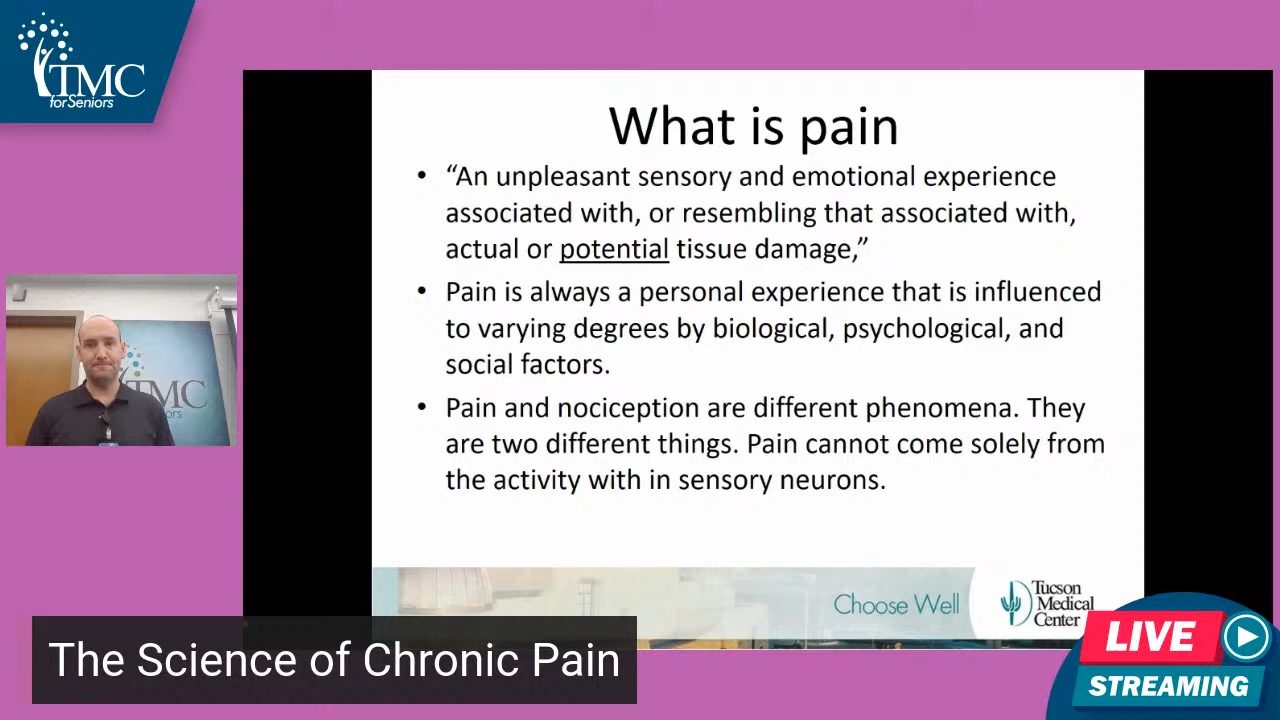 TMC
for Seniors
What is pain
• “An unpleasant sensory and emotional experience
associated with, or resembling that associated with,
actual or potential tissue damage,”
• Pain is always a personal experience that is influenced
to varying degrees by biological, psychological, and
social factors.
• Pain and nociception are different phenomena. They
are two different things. Pain cannot come solely from
the activity with in sensory neurons.
TMC
Choose Well
Tucson
Medical
Center
The Science of Chronic Pain
LIVE
STREAMING